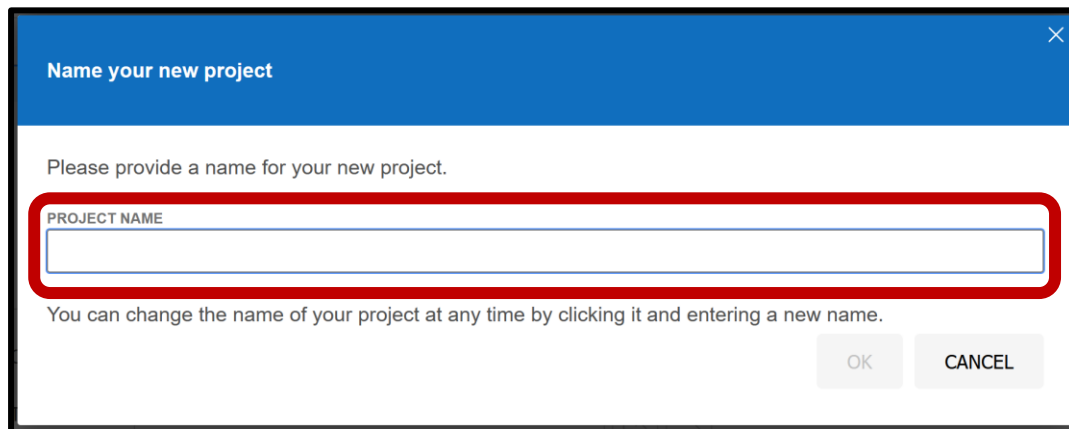 Name your new project
Please provide a name for your new project.
PROJECT NAME
You can change the name of your project at any time by clicking it and entering a new name.
OK CANCEL